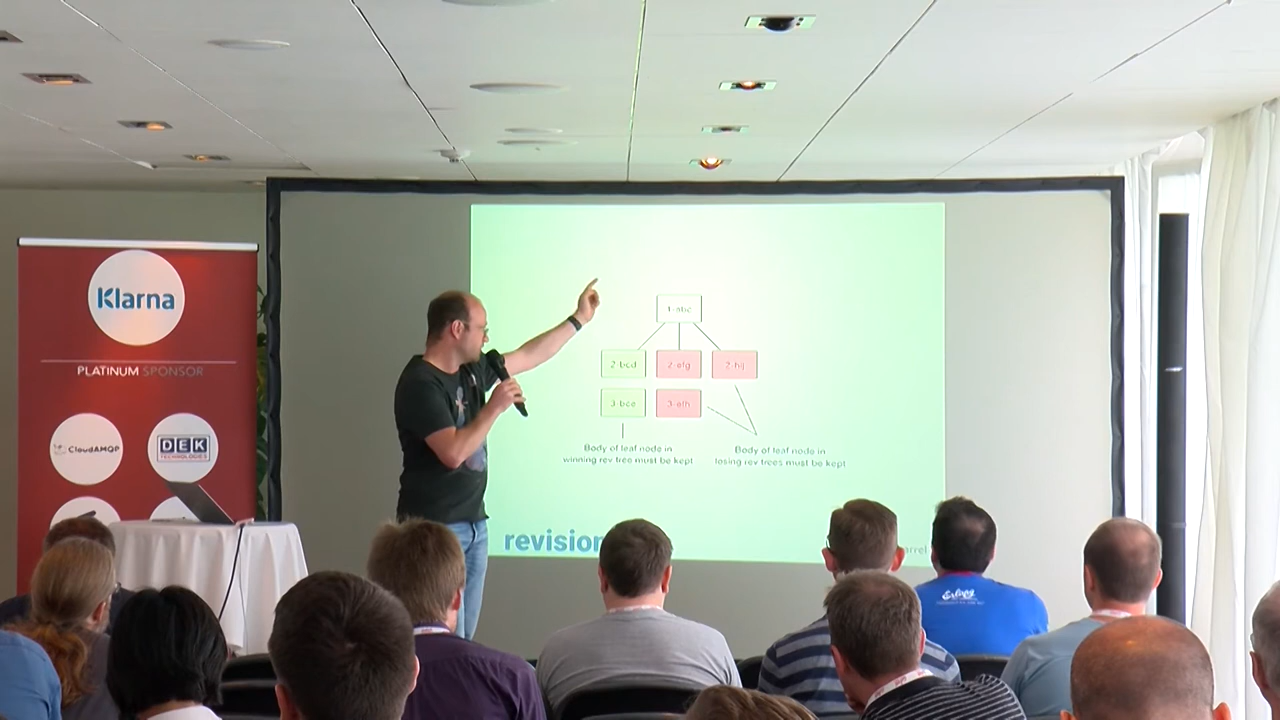 Klarna
PLATINUM SPONSOR
CloudAMQP
DEK
TECHNOLOGIES
1-abc
2-bcd
2-efg
2-hij
3-bce
3-efh
Body of leaf node in
winning rev tree must be kept
Body of leaf node in
losing rev trees must be kept
revision
Erlang